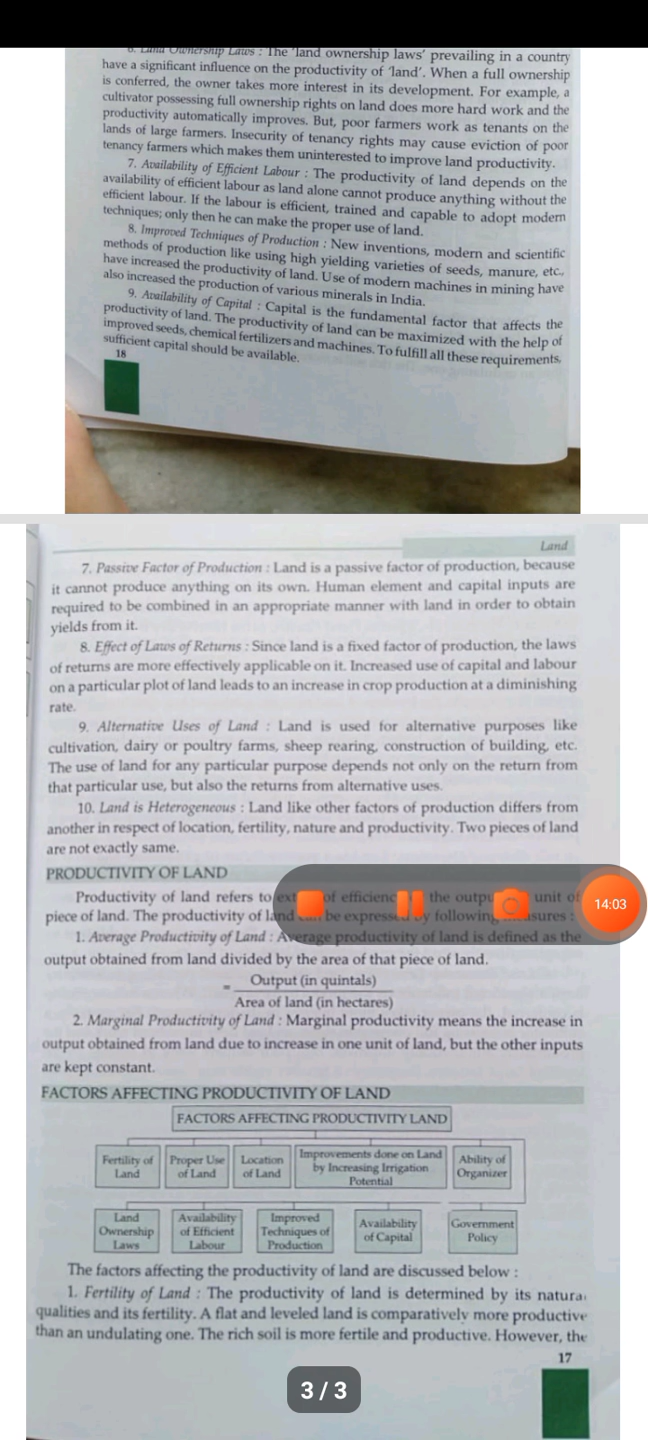 6. Land Ownership Laws : The 'land ownership laws' prevailing in a country
have a significant influence on the productivity of 'land'. When a full ownership
is conferred, the owner takes more interest in its development. For example, a
cultivator possessing full ownership rights on land does more hard work and the
productivity automatically improves. But, poor farmers work as tenants on the
lands of large farmers. Insecurity of tenancy rights may cause eviction of poor
tenancy farmers which makes them uninterested to improve land productivity.
7. Availability of Efficient Labour : The productivity of land depends on the
availability of efficient labour as land alone cannot produce anything without the
efficient labour. If the labour is efficient, trained and capable to adopt modern
techniques; only then he can make the proper use of land.
8. Improved Techniques of Production : New inventions, modern and scientific
methods of production like using high yielding varieties of seeds, manure, etc.,
have increased the productivity of land. Use of modern machines in mining have
also increased the production of various minerals in India.
9. Availability of Capital : Capital is the fundamental factor that affects the
productivity of land. The productivity of land can be maximized with the help of
improved seeds, chemical fertilizers and machines. To fulfill all these requirements,
sufficient capital should be available.
18
Land
7. Passive Factor of Production : Land is a passive factor of production, because
it cannot produce anything on its own. Human element and capital inputs are
required to be combined in an appropriate manner with land in order to obtain
yields from it.
8. Effect of Laws of Returns : Since land is a fixed factor of production, the laws
of returns are more effectively applicable on it. Increased use of capital and labour
on a particular plot of land leads to an increase in crop production at a diminishing
rate.
9. Alternative Uses of Land : Land is used for alternative purposes like
cultivation, dairy or poultry farms, sheep rearing, construction of building, etc.
The use of land for any particular purpose depends not only on the return from
that particular use, but also the returns from alternative uses.
10. Land is Heterogeneous : Land like other factors of production differs from
another in respect of location, fertility, nature and productivity. Two pieces of land
are not exactly same.
PRODUCTIVITY OF LAND
Productivity of land refers to of the unit of
piece of land. The productivity of land can be expressed by following measures :
14:03
1. Average Productivity of Land : Average productivity of land is defined as the
output obtained from land divided by the area of that piece of land.
= Output (in quintals)
Area of land (in hectares)
2. Marginal Productivity of Land : Marginal productivity means the increase in
output obtained from land due to increase in one unit of land, but the other inputs
are kept constant.
FACTORS AFFECTING PRODUCTIVITY OF LAND
FACTORS AFFECTING PRODUCTIVITY LAND
Fertility of Land
Proper Use of Land
Location of Land
Improvements done on Land by Increasing Irrigation Potential
Ability of Organizer
Land Ownership Laws
Availability of Efficient Labour
Improved Techniques of Production
Availability of Capital
Government Policy
The factors affecting the productivity of land are discussed below :
1. Fertility of Land : The productivity of land is determined by its natural
qualities and its fertility. A flat and leveled land is comparatively more productive
than an undulating one. The rich soil is more fertile and productive. However, the
17
3 / 3